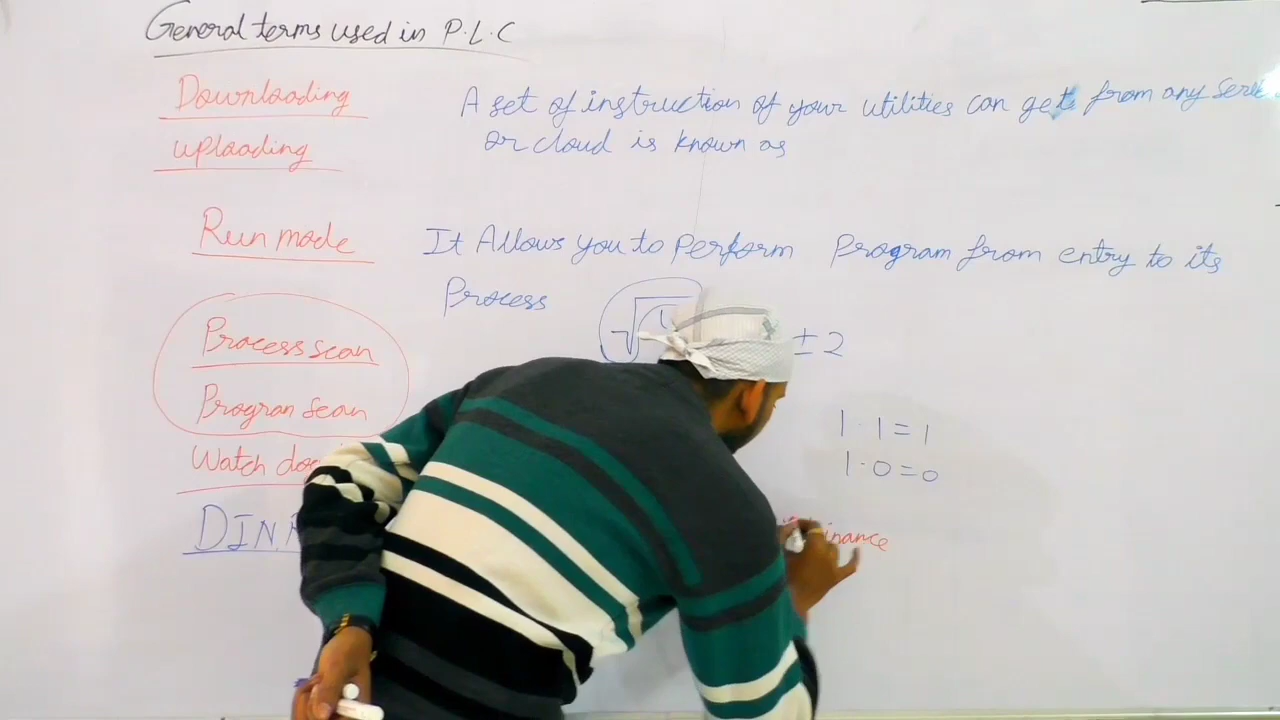 General terms used in P.L.C
Downloading
uploading
A set of instruction of your utilities can get from any
or cloud is known as
Run mode
It Allows you to Perform Program from entry to its
Process
± 2
Process scan
Program scan
1 · 1 = 1
1 · 0 = 0
Watch
DIN.